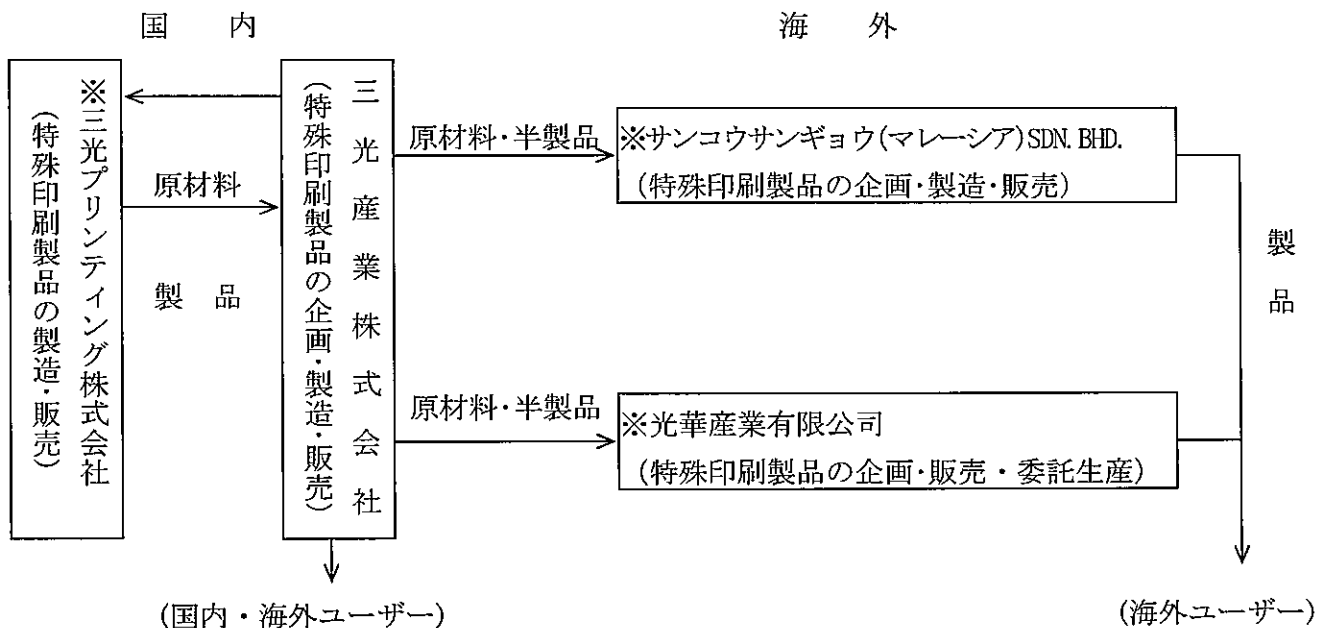 国 内
海 外
※三光プリンティング株式会社
(特殊印刷製品の製造・販売)
原材料
製 品
三光産業株式会社
(特殊印刷製品の企画・製造・販売)
原材料・半製品
※サンコウサンギョウ(マレーシア)SDN. BHD.
(特殊印刷製品の企画・製造・販売)
原材料・半製品
※光華産業有限公司
(特殊印刷製品の企画・販売・委託生産)
製品
(国内・海外ユーザー)
(海外ユーザー)